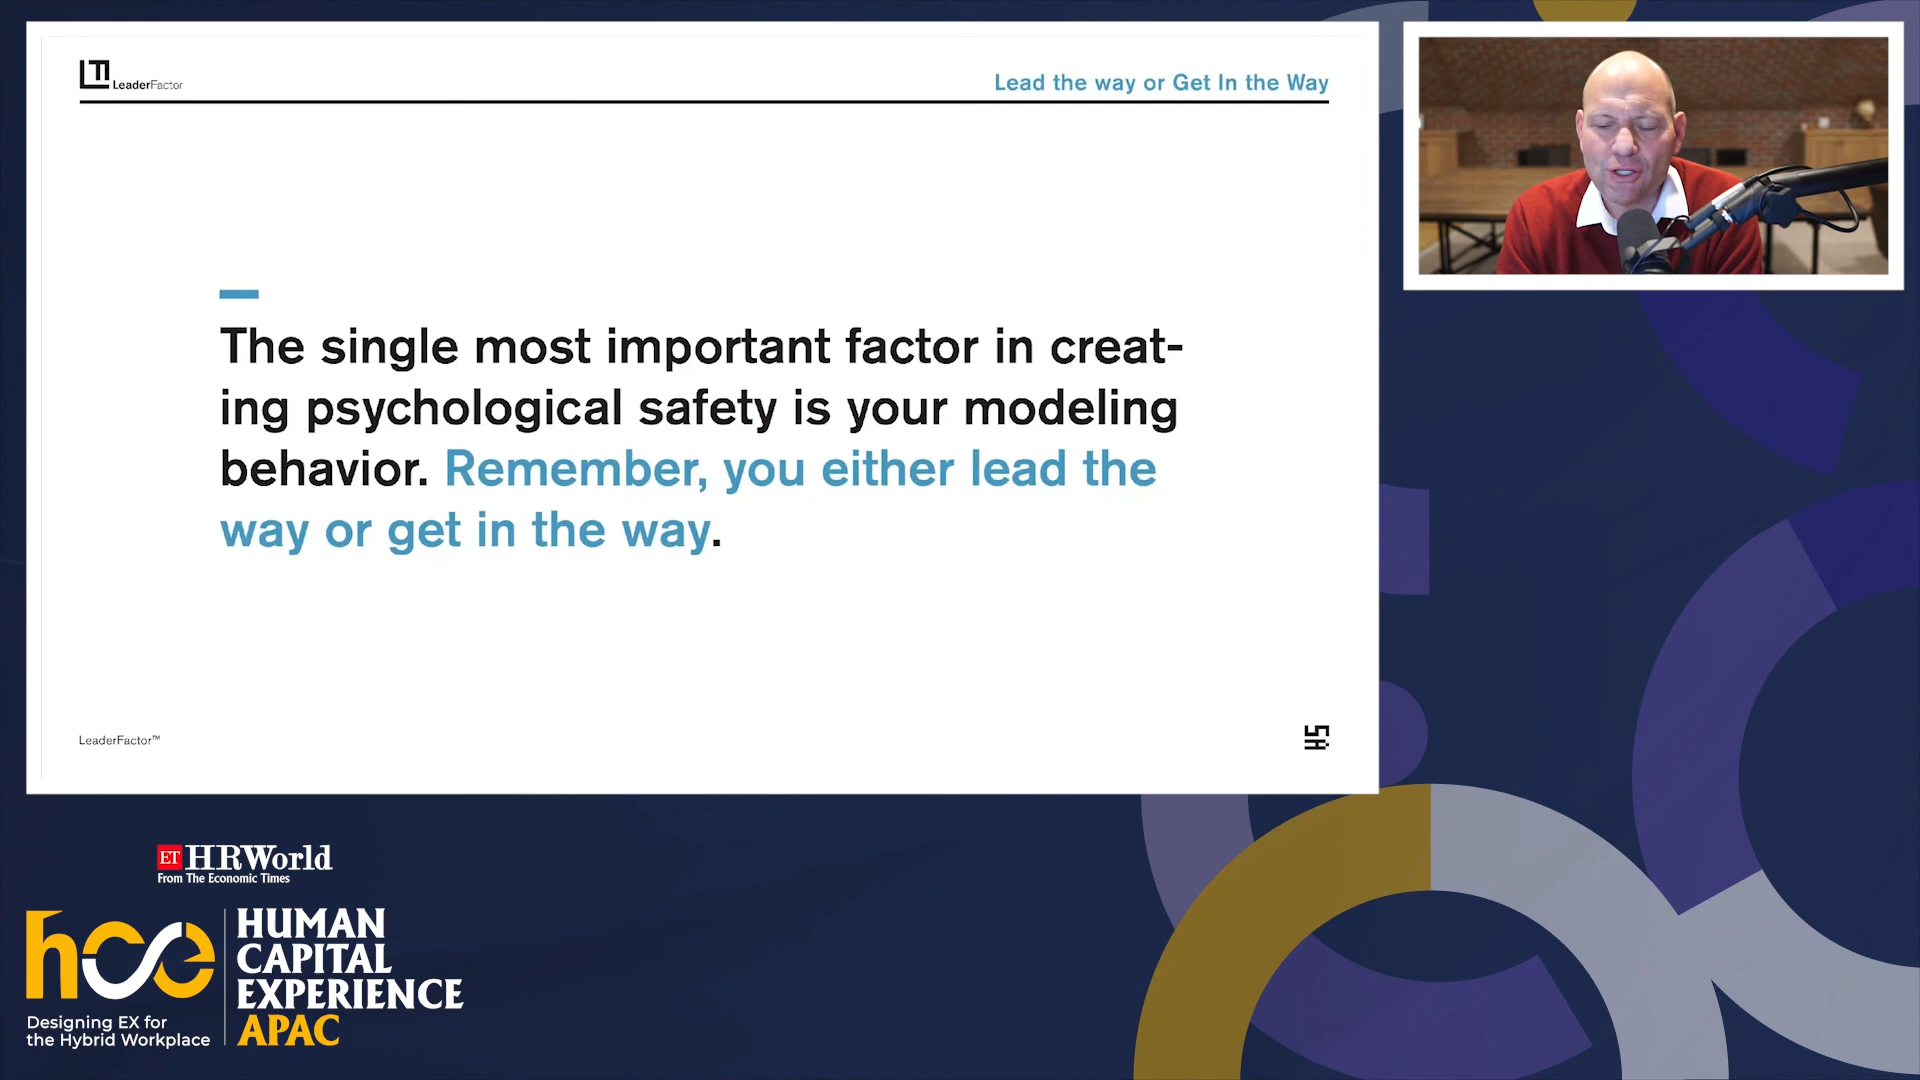 LeaderFactor
Lead the way or Get In the Way
The single most important factor in creat-
ing psychological safety is your modeling
behavior. Remember, you either lead the
way or get in the way.
LeaderFactor™
ET HRWorld
From The Economic Times
hce
Designing EX for
the Hybrid Workplace
HUMAN
CAPITAL
EXPERIENCE
APAC